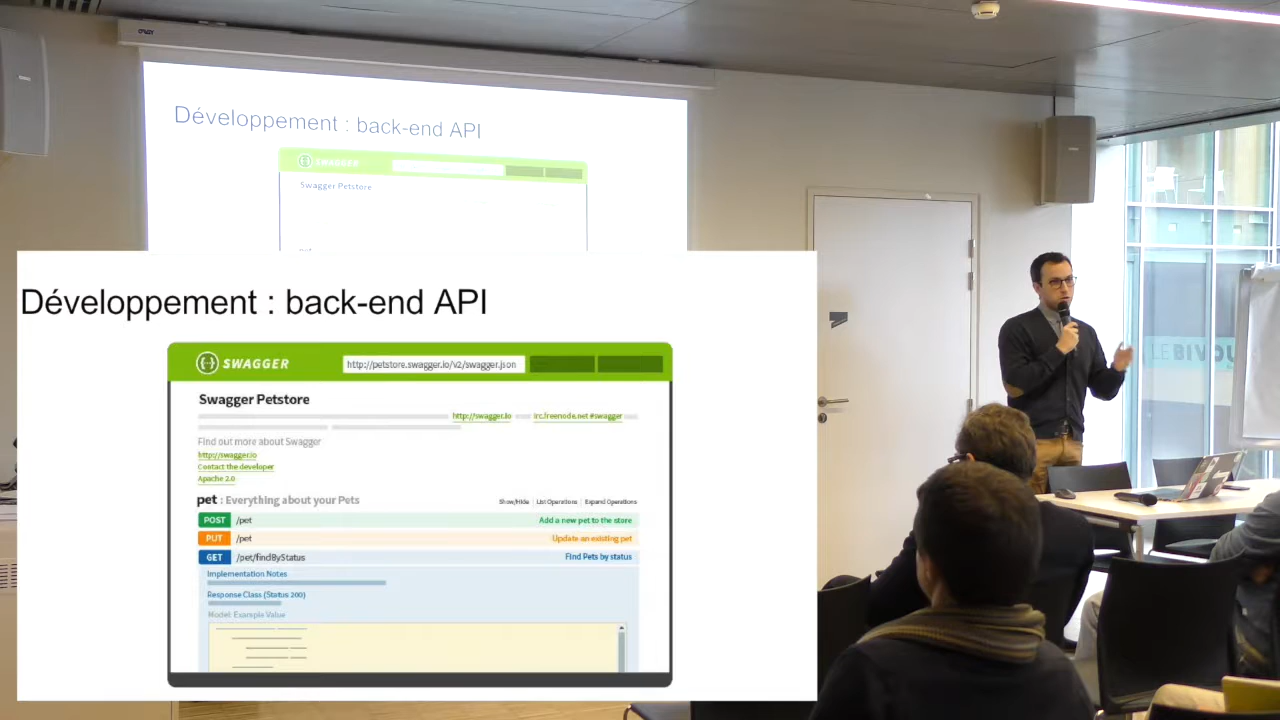 Développement : back-end API
SWAGGER
Swagger Petstore
Développement : back-end API
SWAGGER
http://petstore.swagger.io/v2/swagger.json
Swagger Petstore
http://swagger.io
irc.freenode.net #swagger
Find out more about Swagger
http://swagger.io
Contact the developer
Apache 2.0
pet : Everything about your Pets
Show/Hide | List Operations | Expand Operations
POST /pet Add a new pet to the store
PUT /pet Update an existing pet
GET /pet/findByStatus Find Pets by status
Implementation Notes
Response Class (Status 200)
Model Example Value
LE BIVOU